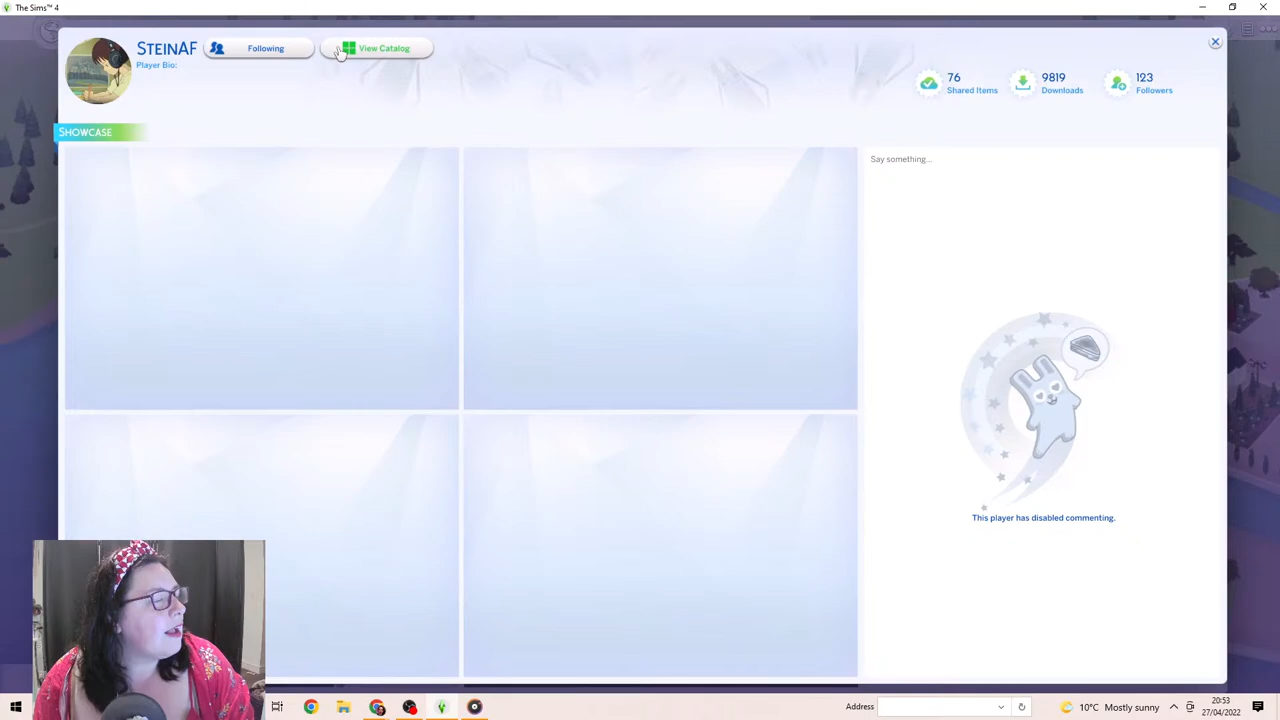 The Sims™ 4
SteinAF
Following
View Catalog
Player Bio:
76
Shared Items
9819
Downloads
123
Followers
Showcase
Say something...
This player has disabled commenting.
Address
10°C Mostly sunny
20:53
27/04/2022